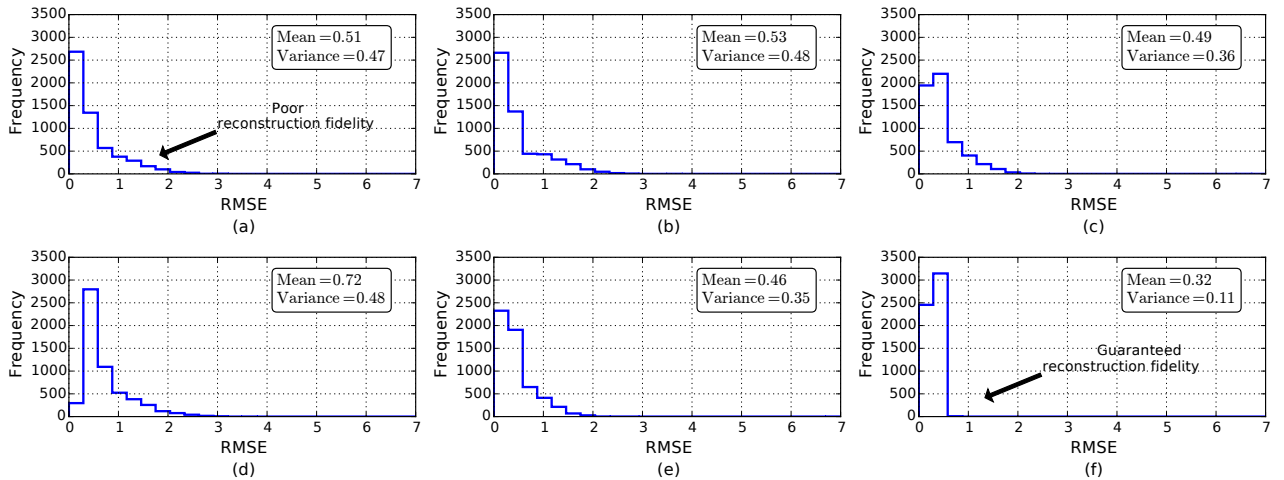 3500
3000
2500
2000
1500
1000
500
0
Frequency
Mean = 0.51
Variance = 0.47
Poor
reconstruction fidelity
0 1 2 3 4 5 6 7
RMSE
(a)
3500
3000
2500
2000
1500
1000
500
0
Frequency
Mean = 0.53
Variance = 0.48
0 1 2 3 4 5 6 7
RMSE
(b)
3500
3000
2500
2000
1500
1000
500
0
Frequency
Mean = 0.49
Variance = 0.36
0 1 2 3 4 5 6 7
RMSE
(c)
3500
3000
2500
2000
1500
1000
500
0
Frequency
Mean = 0.72
Variance = 0.48
0 1 2 3 4 5 6 7
RMSE
(d)
3500
3000
2500
2000
1500
1000
500
0
Frequency
Mean = 0.46
Variance = 0.35
0 1 2 3 4 5 6 7
RMSE
(e)
3500
3000
2500
2000
1500
1000
500
0
Frequency
Mean = 0.32
Variance = 0.11
Guaranteed
reconstruction fidelity
0 1 2 3 4 5 6 7
RMSE
(f)